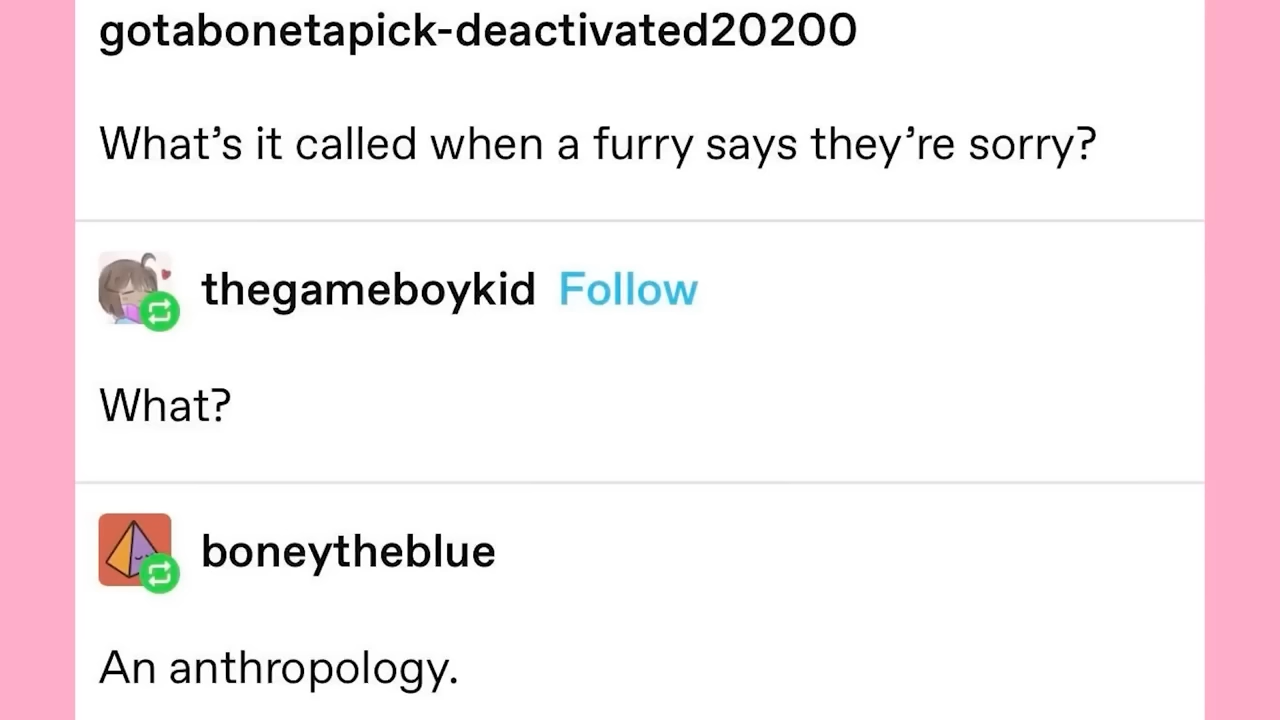 gotabonetapick-deactivated20200
What’s it called when a furry says they’re sorry?
thegameboykid Follow
What?
boneytheblue
An anthropology.